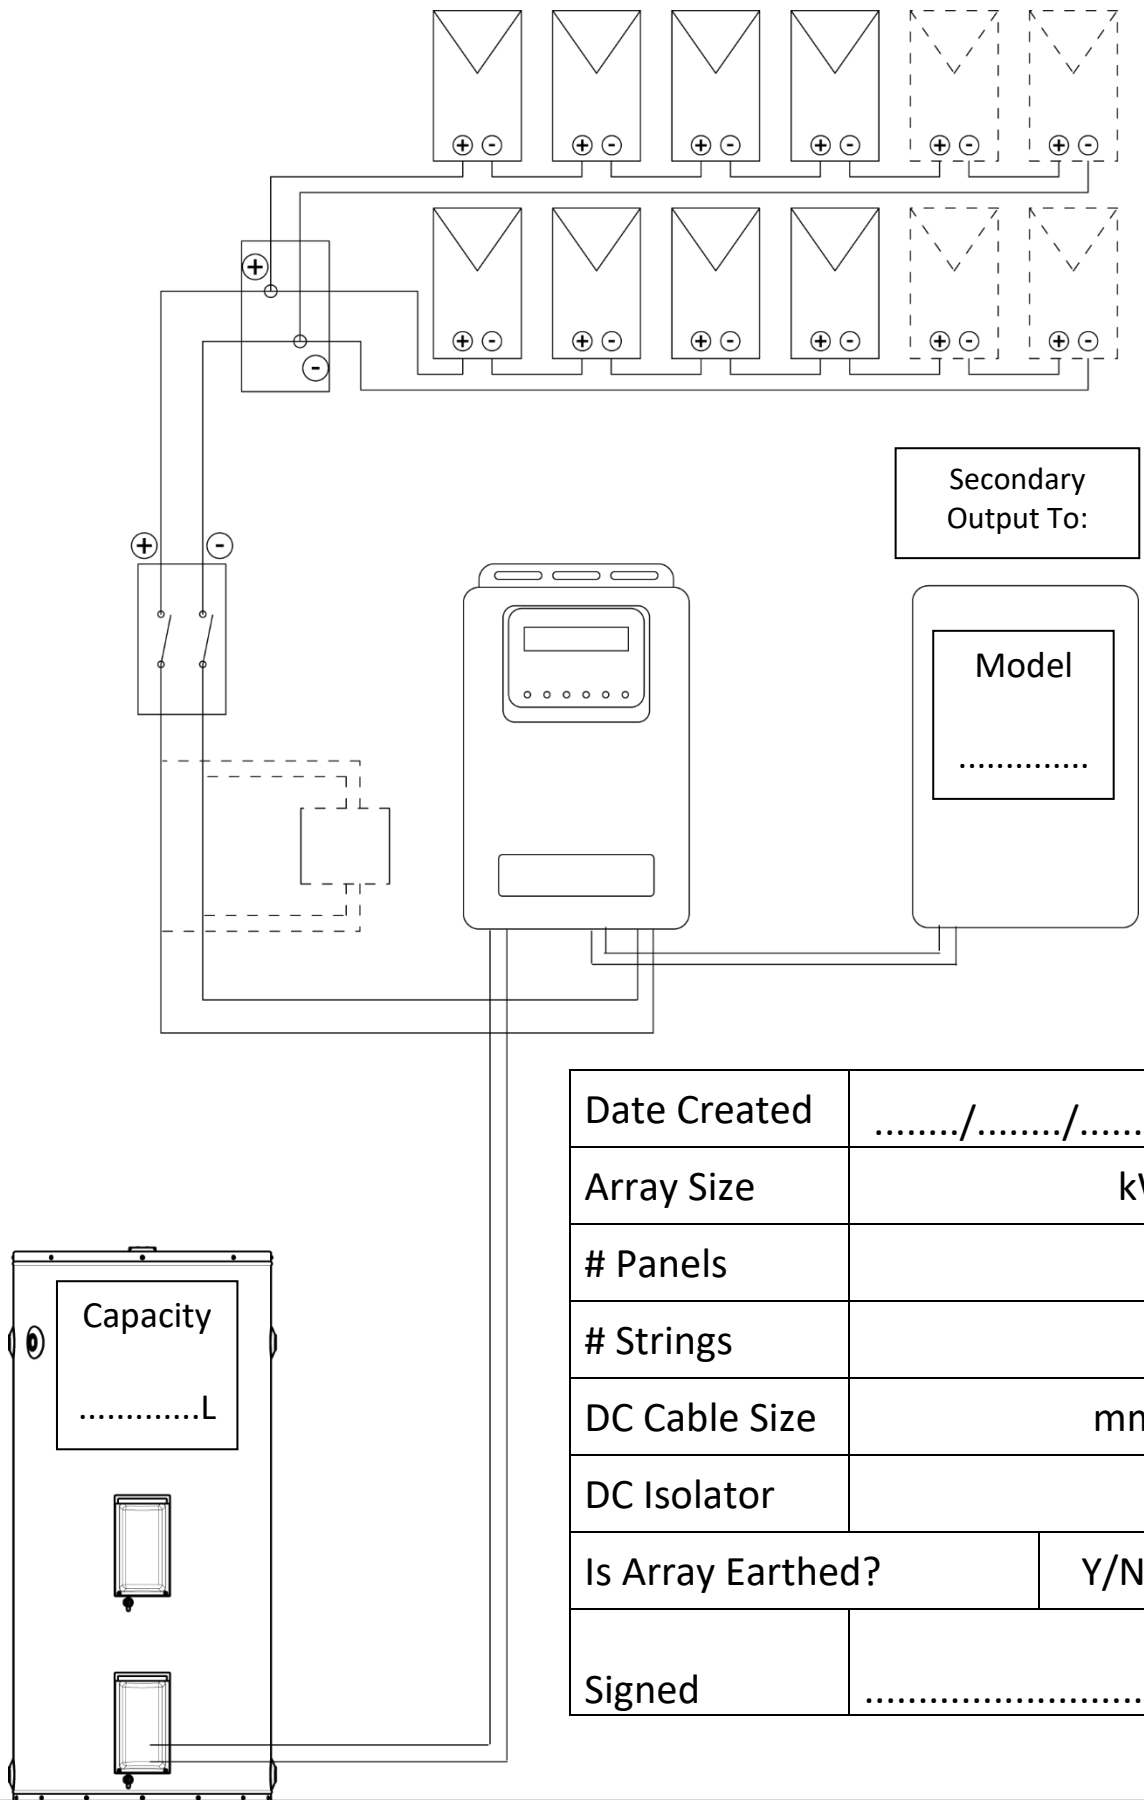 + - + - + - + - + - + -
+
+ - + - + - + - + - + -
-
Secondary
Output To:
+ -
Model
..............
Date Created ......../......../.......
Array Size
# Panels
Capacity
# Strings
.............L
DC Cable Size
DC Isolator
Is Array Earthed? Y/N
Signed ..........................